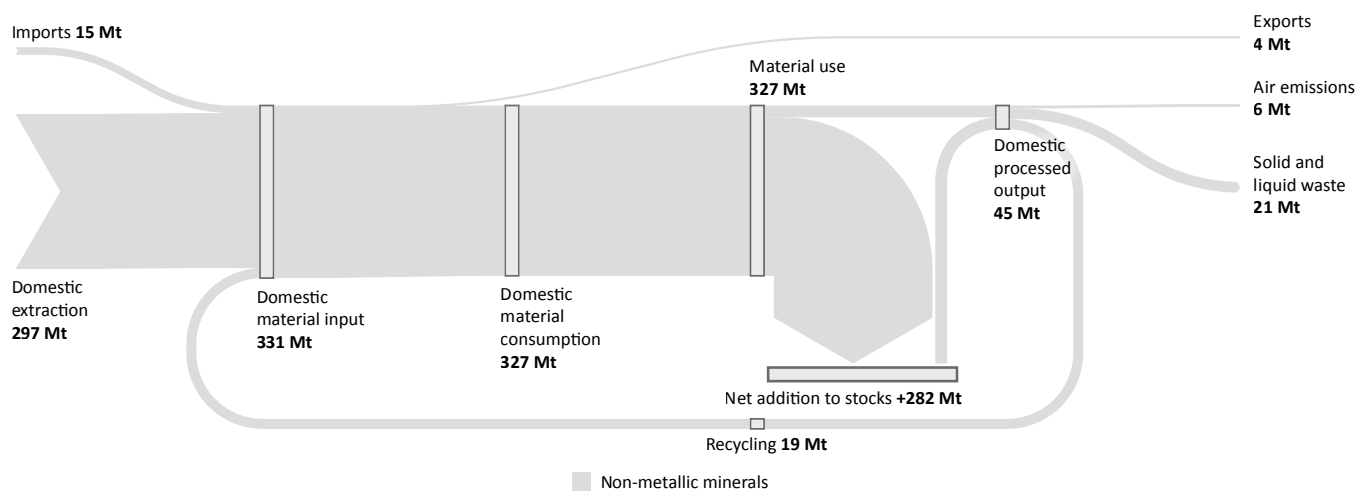 Imports 15 Mt
Exports
4 Mt
Material use
327 Mt
Air emissions
6 Mt
Domestic
processed
output
45 Mt
Solid and
liquid waste
21 Mt
Domestic
extraction
297 Mt
Domestic
material input
331 Mt
Domestic
material
consumption
327 Mt
Net addition to stocks +282 Mt
Recycling 19 Mt
Non-metallic minerals